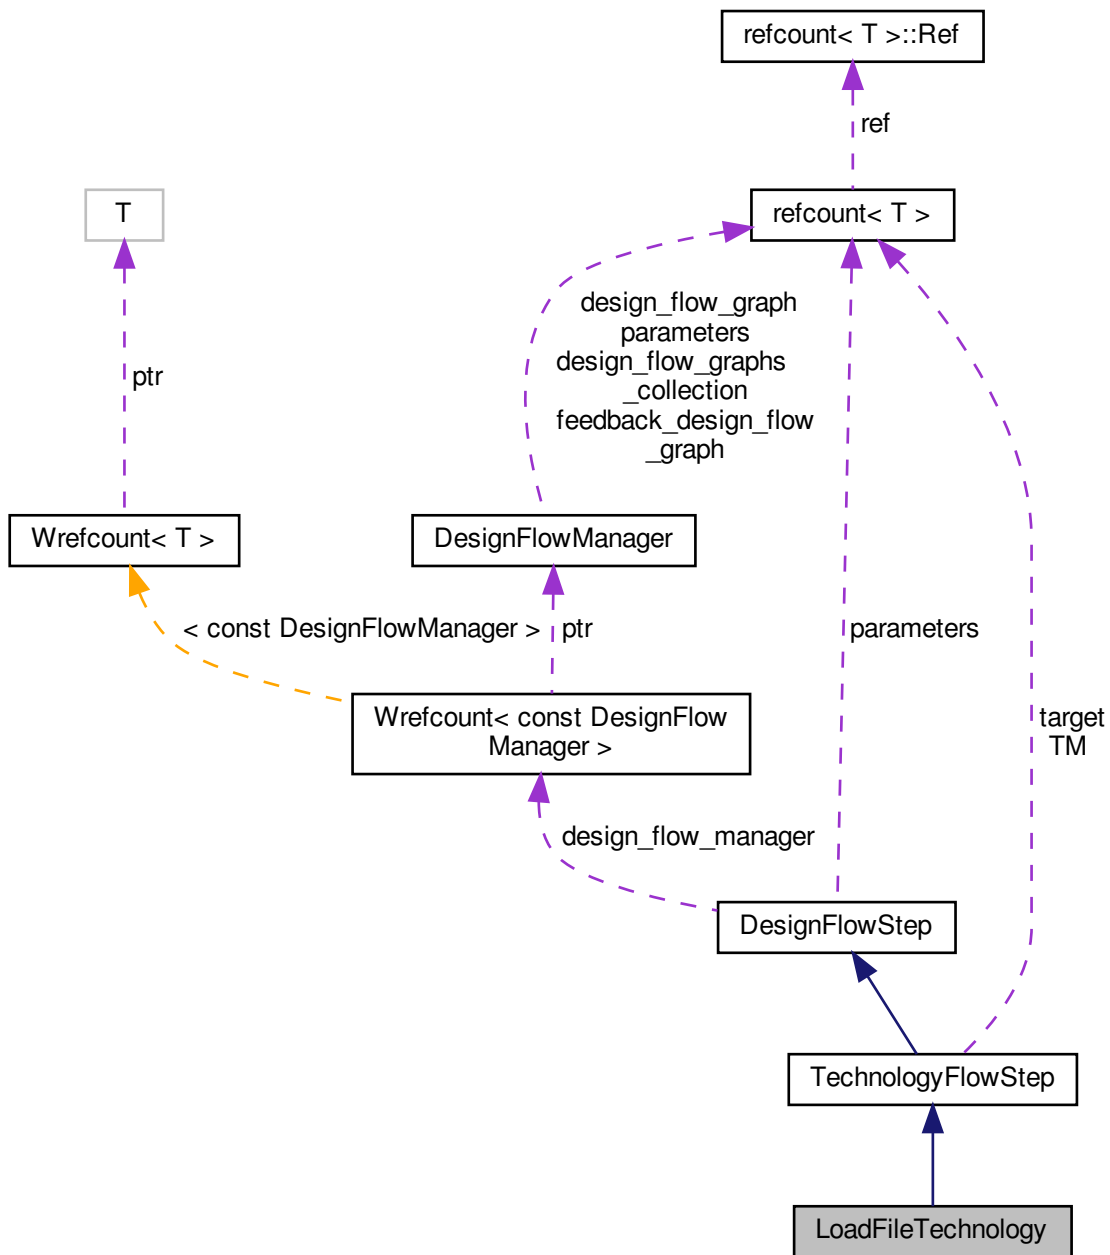 refcount< T >::Ref
ref
T
refcount< T >
design_flow_graph
parameters
design_flow_graphs
_collection
feedback_design_flow
_graph
ptr
Wrefcount< T >
DesignFlowManager
< const DesignFlowManager >
ptr
parameters
Wrefcount< const DesignFlow
Manager >
target
TM
design_flow_manager
DesignFlowStep
TechnologyFlowStep
LoadFileTechnology